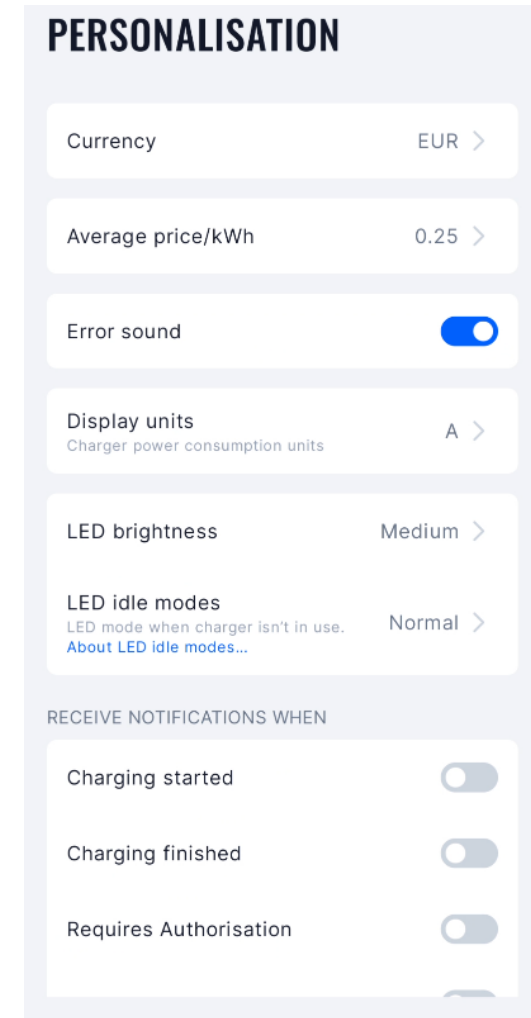 PERSONALISATION
Currency EUR
Average price/kWh 0.25
Error sound
Display units
Charger power consumption units
A
LED brightness Medium
LED idle modes
LED mode when charger isn't in use.
Normal
About LED idle modes...
RECEIVE NOTIFICATIONS WHEN
Charging started
Charging finished
Requires Authorisation